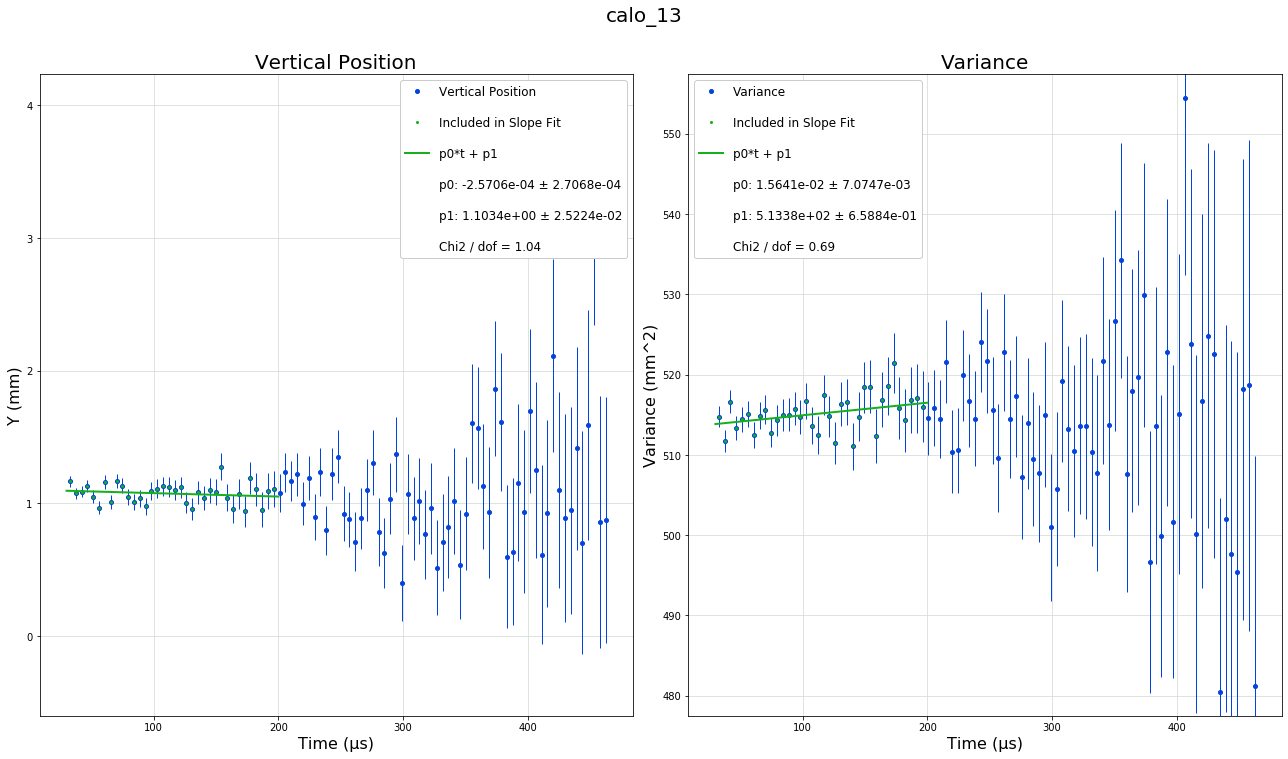 calo_13
Vertical Position
Vertical Position
Included in Slope Fit
p0*t + p1
p0: -2.5706e-04 ± 2.7068e-04
p1: 1.1034e+00 ± 2.5224e-02
Chi2 / dof = 1.04
4
3
2
1
0
Y (mm)
100
200
300
400
Time (μs)
Variance
Variance
Included in Slope Fit
p0*t + p1
p0: 1.5641e-02 ± 7.0747e-03
p1: 5.1338e+02 ± 6.5884e-01
Chi2 / dof = 0.69
550
540
530
520
510
500
490
480
Variance (mm^2)
100
200
300
400
Time (μs)